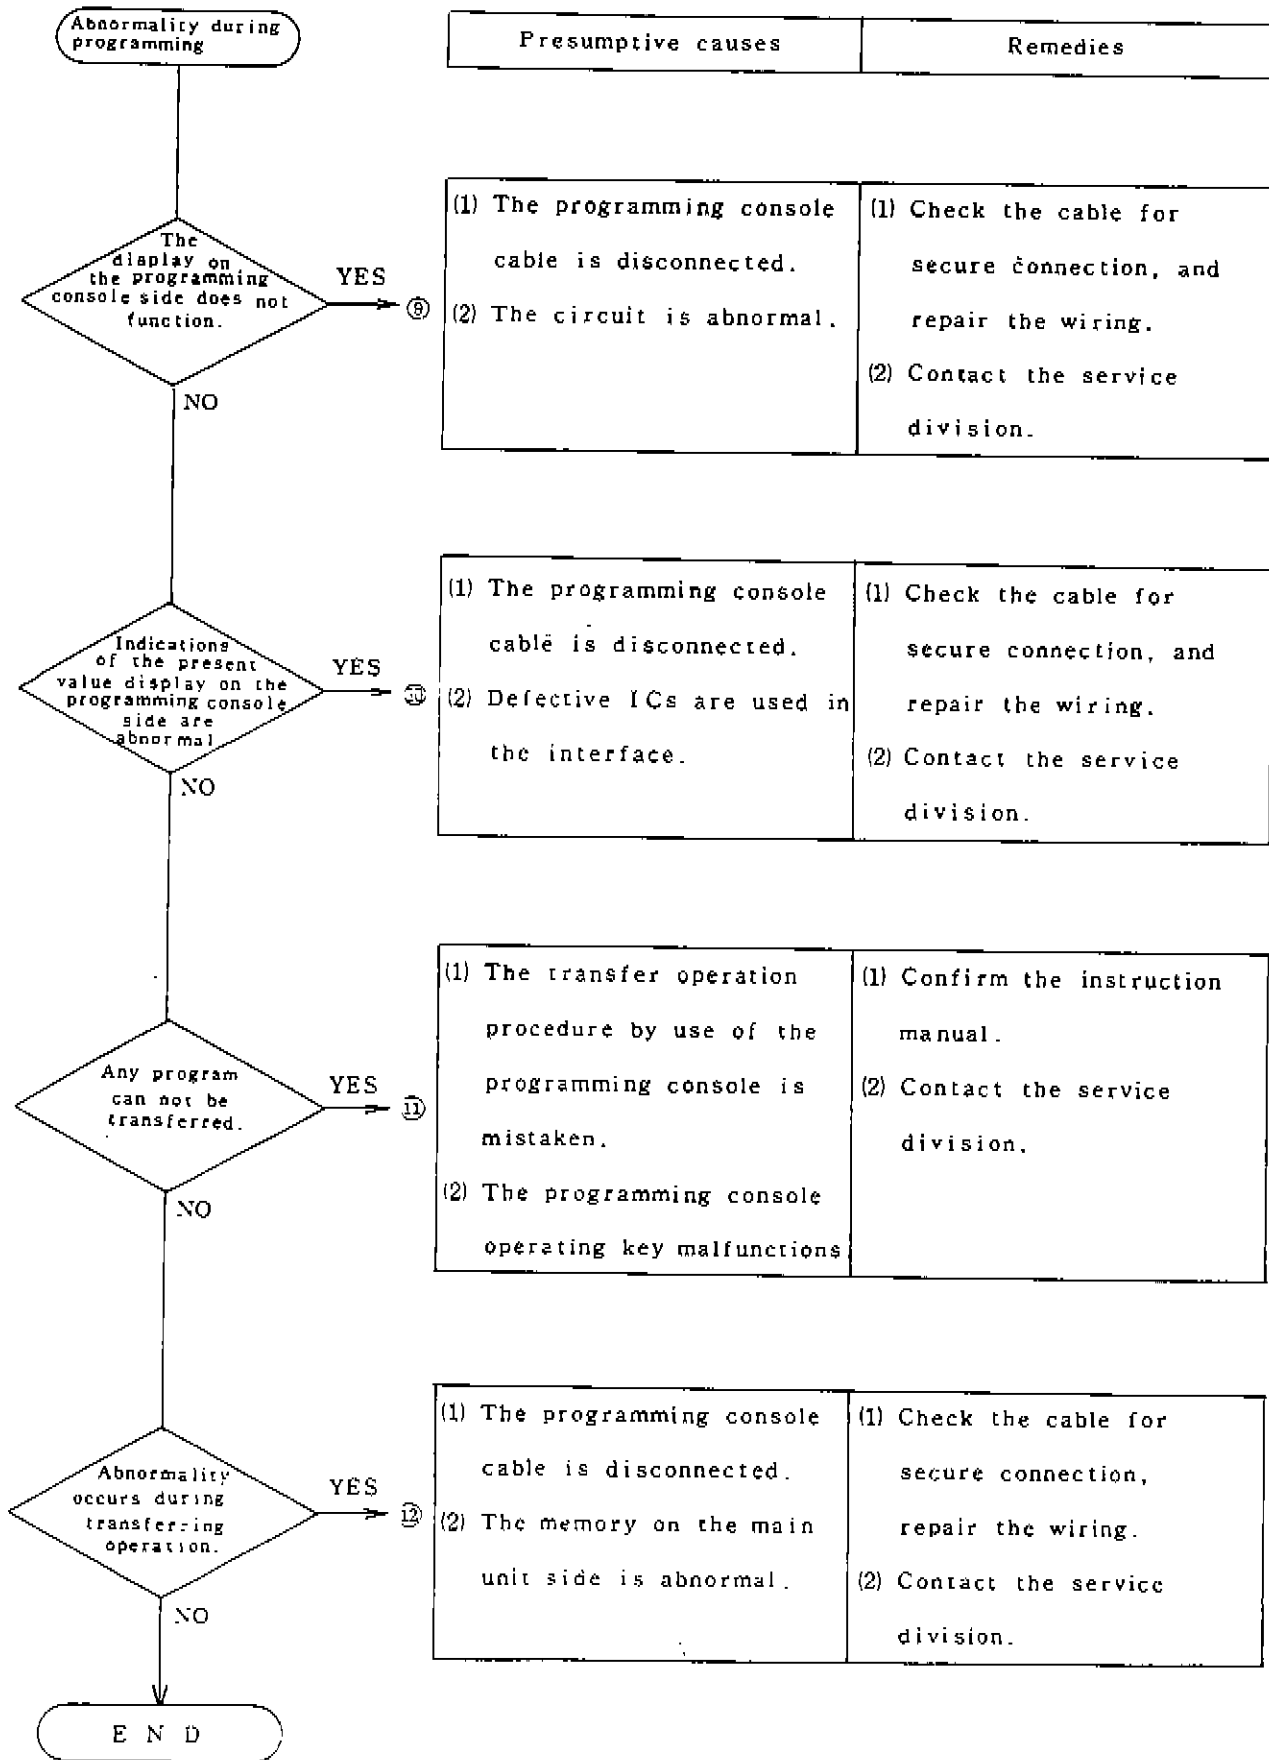 Abnormality during
programming
Presumptive causes
Remedies
The
display on
the programming
console side does not
function.
YES
⑨
NO
(1) The programming console
cable is disconnected.
(2) The circuit is abnormal.
(1) Check the cable for
secure connection, and
repair the wiring.
(2) Contact the service
division.
Indications
of the present
value display on the
programming console
side are
abnormal
YES
⑩
NO
(1) The programming console
cable is disconnected.
(2) Defective ICs are used in
the interface.
(1) Check the cable for
secure connection, and
repair the wiring.
(2) Contact the service
division.
Any program
can not be
transferred.
YES
⑪
NO
(1) The transfer operation
procedure by use of the
programming console is
mistaken.
(2) The programming console
operating key malfunctions
(1) Confirm the instruction
manual.
(2) Contact the service
division.
Abnormality
occurs during
transferring
operation.
YES
⑫
NO
(1) The programming console
cable is disconnected.
(2) The memory on the main
unit side is abnormal.
(1) Check the cable for
secure connection,
repair the wiring.
(2) Contact the service
division.
END